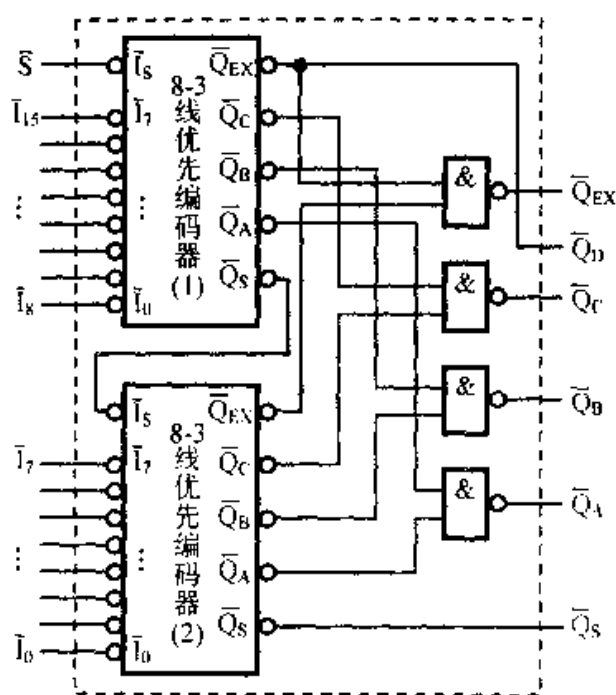 S̄ Ī_S Q̄_EX
8-3
Ī_15 Ī_7 线 Q̄_C
优
Q̄_B
先
⋮ ⋮ 编 Q̄_A
码
器 Q̄_S
Ī_8 Ī_0 (1)
& Q̄_EX
Q̄_D
& Q̄_C
Ī_S Q̄_EX & Q̄_B
8-3
Ī_7 Ī_7 线 Q̄_C
优
& Q̄_A
Q̄_B
先
⋮ ⋮ 编 Q̄_A
码
器 Q̄_S Q̄_S
Ī_0 Ī_0 (2)